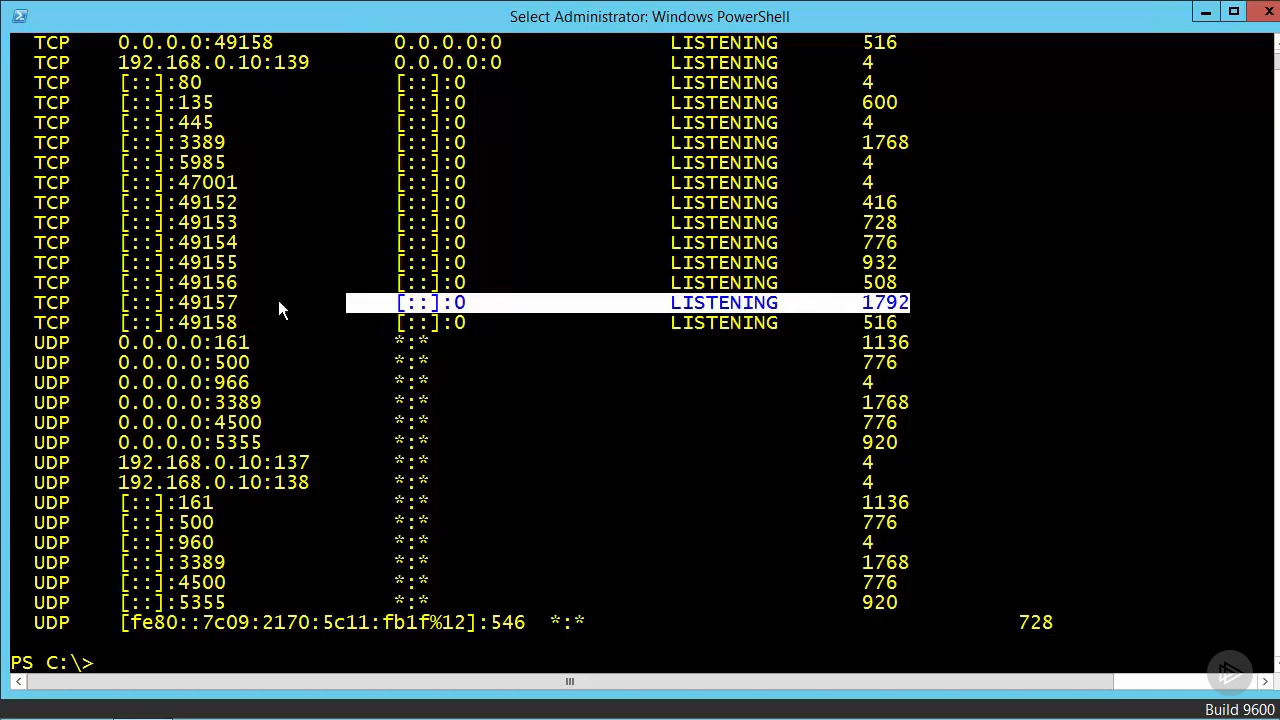 Select Administrator: Windows PowerShell
TCP 0.0.0.0:49158 0.0.0.0:0 LISTENING 516
TCP 192.168.0.10:139 0.0.0.0:0 LISTENING 4
TCP [::]:80 [::]:0 LISTENING 4
TCP [::]:135 [::]:0 LISTENING 600
TCP [::]:445 [::]:0 LISTENING 4
TCP [::]:3389 [::]:0 LISTENING 1768
TCP [::]:5985 [::]:0 LISTENING 4
TCP [::]:47001 [::]:0 LISTENING 4
TCP [::]:49152 [::]:0 LISTENING 416
TCP [::]:49153 [::]:0 LISTENING 728
TCP [::]:49154 [::]:0 LISTENING 776
TCP [::]:49155 [::]:0 LISTENING 932
TCP [::]:49156 [::]:0 LISTENING 508
TCP [::]:49157 [::]:0 LISTENING 1792
TCP [::]:49158 [::]:0 LISTENING 516
UDP 0.0.0.0:161 *:* 1136
UDP 0.0.0.0:500 *:* 776
UDP 0.0.0.0:966 *:* 4
UDP 0.0.0.0:3389 *:* 1768
UDP 0.0.0.0:4500 *:* 776
UDP 0.0.0.0:5355 *:* 920
UDP 192.168.0.10:137 *:* 4
UDP 192.168.0.10:138 *:* 4
UDP [::]:161 *:* 1136
UDP [::]:500 *:* 776
UDP [::]:960 *:* 4
UDP [::]:3389 *:* 1768
UDP [::]:4500 *:* 776
UDP [::]:5355 *:* 920
UDP [fe80::7c09:2170:5c11:fb1f%12]:546 *:* 728
PS C:\>
Build 9600